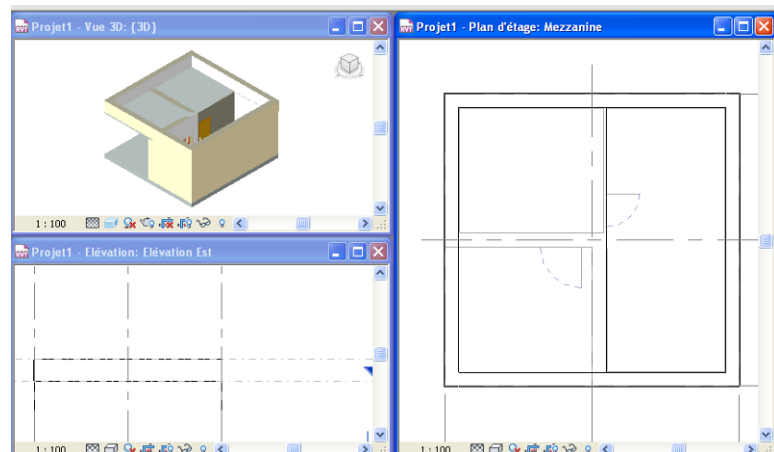 Projet1 - Vue 3D: {3D}
1 : 100
Projet1 - Elévation: Elévation Est
1 : 100
Projet1 - Plan d'étage: Mezzanine
1 : 100